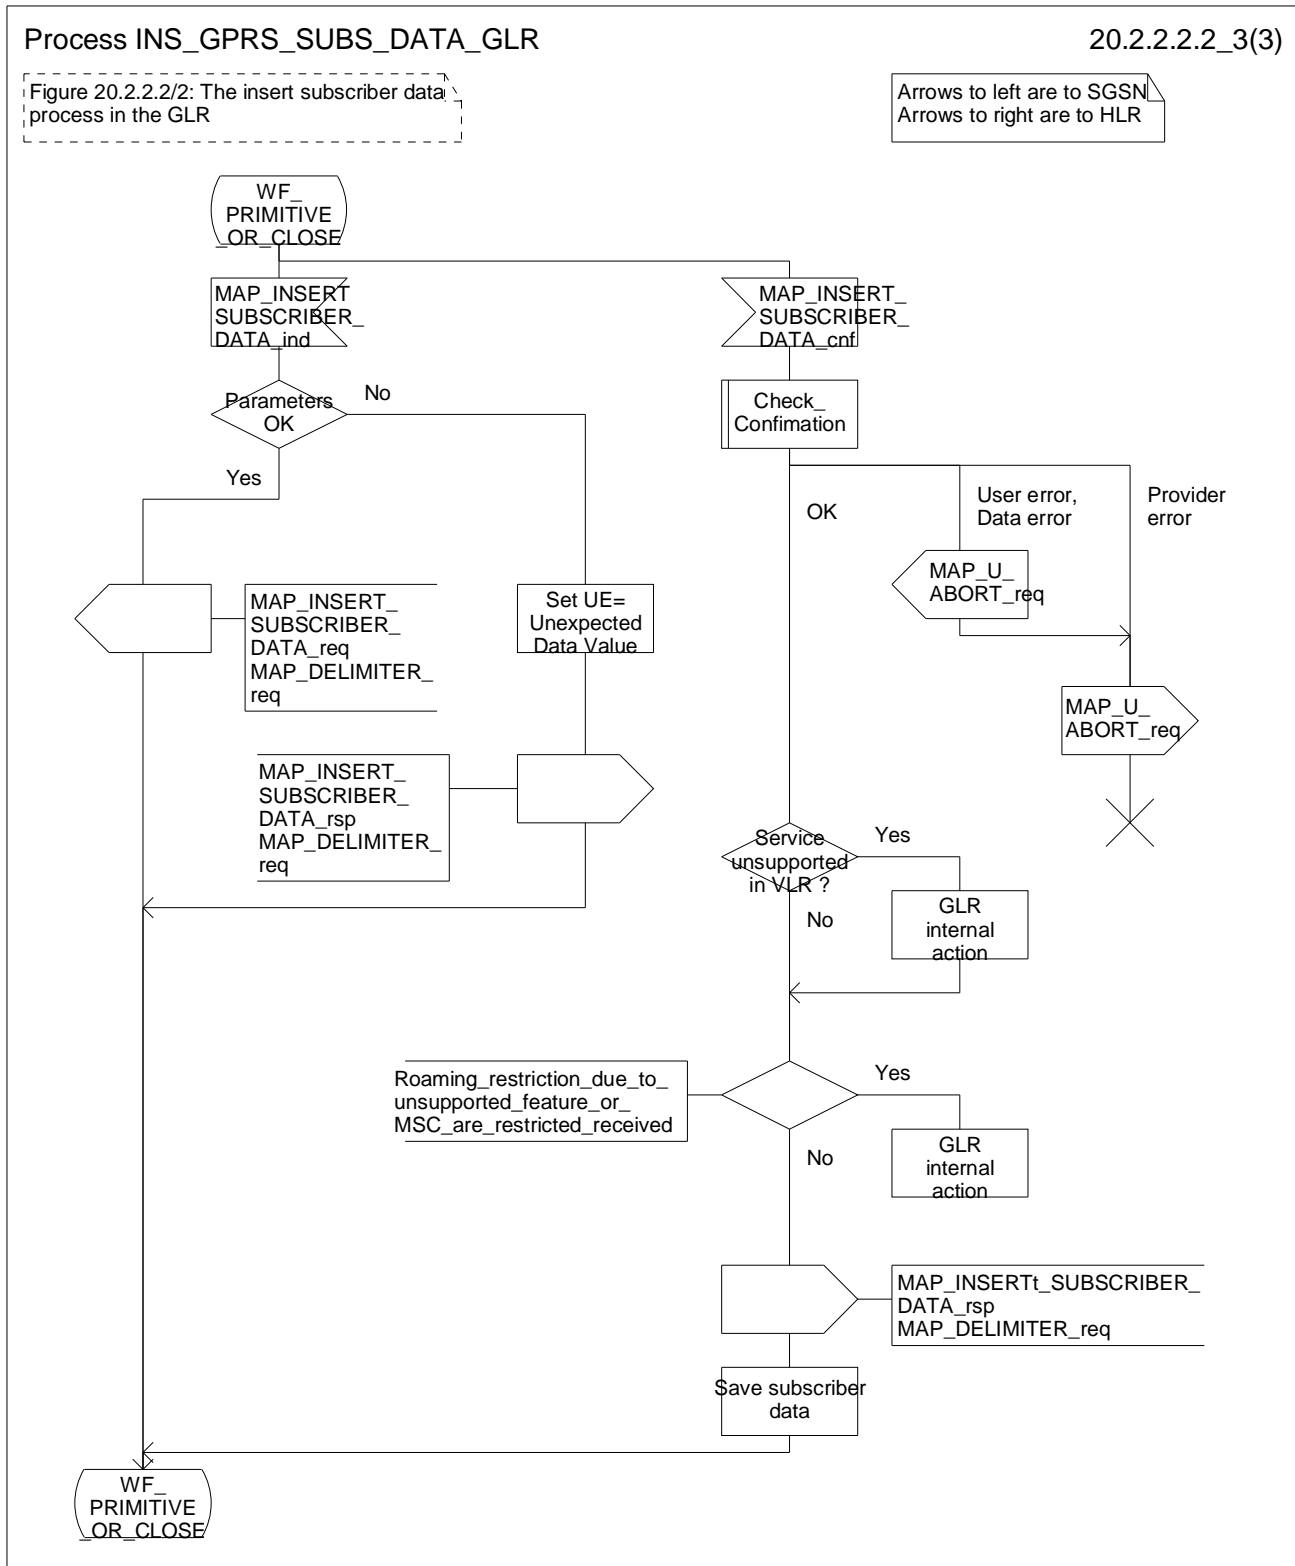 Process INS_GPRS_SUBS_DATA_GLR
20.2.2.2.2_3(3)
Figure 20.2.2.2/2: The insert subscriber data
process in the GLR
Arrows to left are to SGSN
Arrows to right are to HLR
WF_
PRIMITIVE
_OR_CLOSE
MAP_INSERT
SUBSCRIBER_
DATA_ind
MAP_INSERT_
SUBSCRIBER_
DATA_cnf
Parameters
OK
No
Yes
Check_
Confimation
OK
User error,
Data error
Provider
error
MAP_U_
ABORT_req
MAP_INSERT_
SUBSCRIBER_
DATA_req
MAP_DELIMITER_
req
Set UE=
Unexpected
Data Value
MAP_U_
ABORT_req
MAP_INSERT_
SUBSCRIBER_
DATA_rsp
MAP_DELIMITER_
req
Service
unsupported
in VLR ?
Yes
No
GLR
internal
action
Roaming_restriction_due_to_
unsupported_feature_or_
MSC_are_restricted_received
Yes
No
GLR
internal
action
MAP_INSERTt_SUBSCRIBER_
DATA_rsp
MAP_DELIMITER_req
Save subscriber
data
WF_
PRIMITIVE
_OR_CLOSE